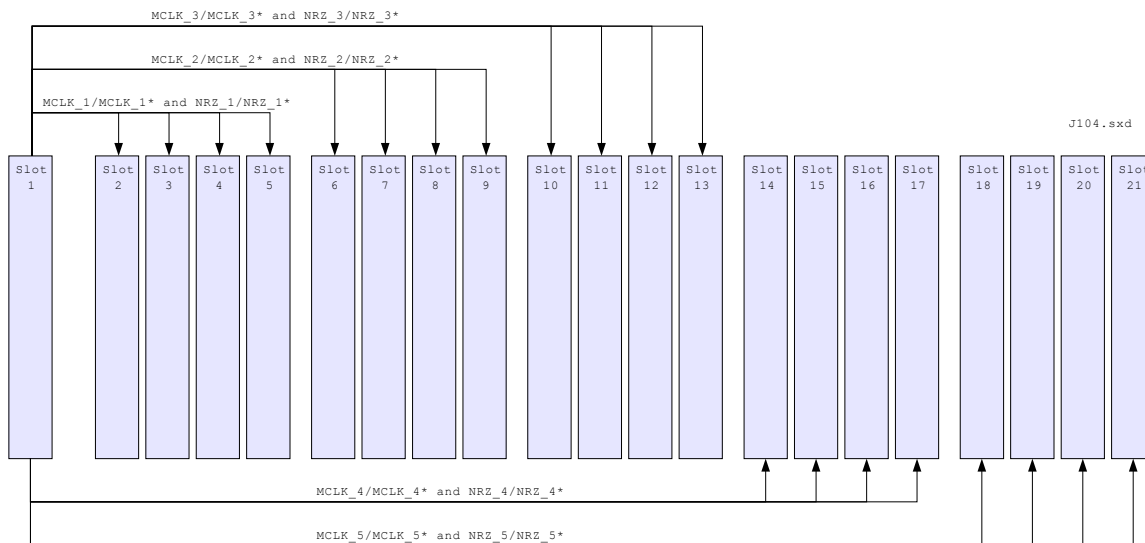 MCLK_3/MCLK_3* and NRZ_3/NRZ_3*
MCLK_2/MCLK_2* and NRZ_2/NRZ_2*
MCLK_1/MCLK_1* and NRZ_1/NRZ_1*
J104.sxd
Slot 1
Slot 2
Slot 3
Slot 4
Slot 5
Slot 6
Slot 7
Slot 8
Slot 9
Slot 10
Slot 11
Slot 12
Slot 13
Slot 14
Slot 15
Slot 16
Slot 17
Slot 18
Slot 19
Slot 20
Slot 21
MCLK_4/MCLK_4* and NRZ_4/NRZ_4*
MCLK_5/MCLK_5* and NRZ_5/NRZ_5*